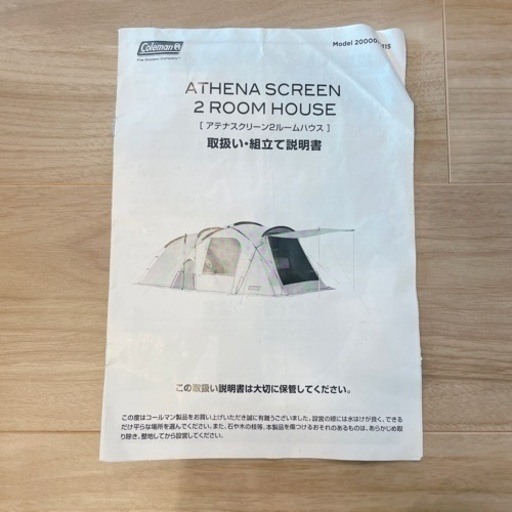 Coleman
The Outdoor Company™
Model
ATHENA SCREEN
2 ROOM HOUSE
[ アテナスクリーン2ルームハウス ]
取扱い・組立て説明書
この取扱い説明書は大切に保管してください。
この度はコールマン製品をお買い上げいただき誠に有難うございました。設営の際には水はけが良く、できる
だけ平らな場所を選んでください。また、石や木の枝等、本製品を傷つけるおそれのあるものは、あらかじめ取
り除き、整地してから設営してください。